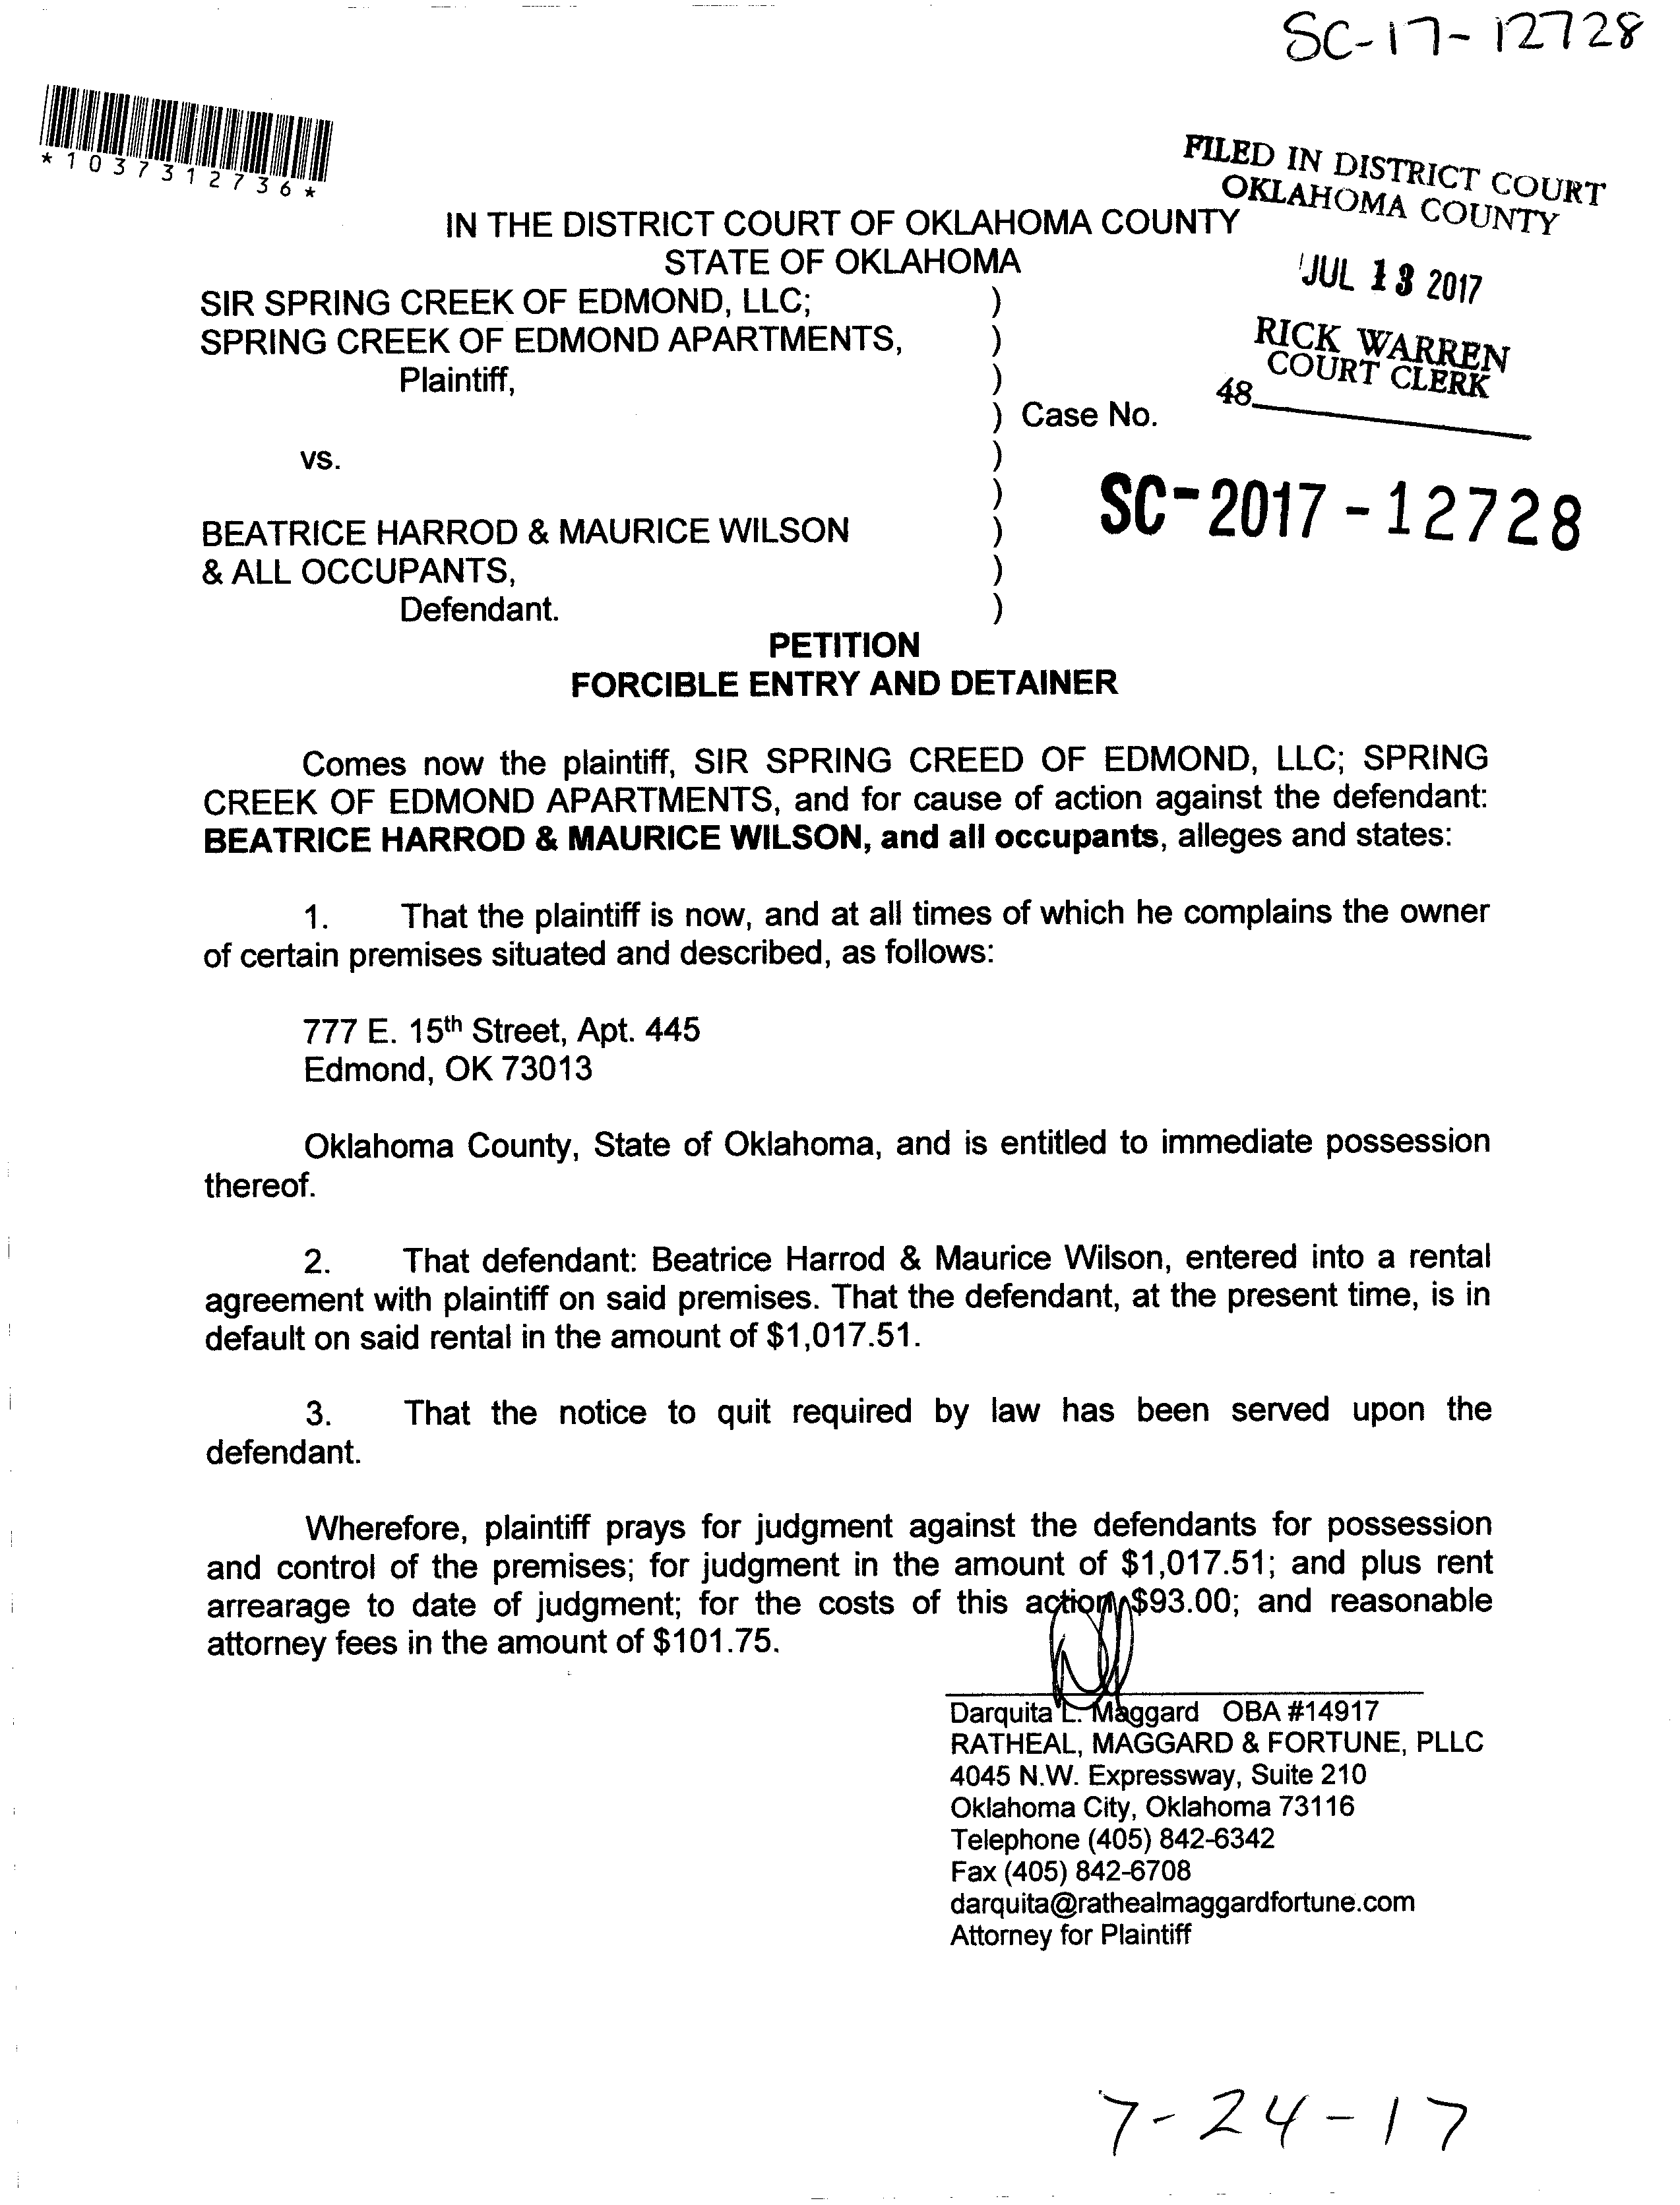 SC-17-12728
*1037312736*
FILED IN DISTRICT COURT
OKLAHOMA COUNTY
JUL 13 2017
RICK WARREN
COURT CLERK
48
IN THE DISTRICT COURT OF OKLAHOMA COUNTY
STATE OF OKLAHOMA
SIR SPRING CREEK OF EDMOND, LLC; )
SPRING CREEK OF EDMOND APARTMENTS, )
Plaintiff, )
) Case No.
vs. )
) SC-2017-12728
BEATRICE HARROD & MAURICE WILSON )
& ALL OCCUPANTS, )
Defendant. )
PETITION
FORCIBLE ENTRY AND DETAINER
Comes now the plaintiff, SIR SPRING CREED OF EDMOND, LLC; SPRING
CREEK OF EDMOND APARTMENTS, and for cause of action against the defendant:
BEATRICE HARROD & MAURICE WILSON, and all occupants, alleges and states:
1. That the plaintiff is now, and at all times of which he complains the owner
of certain premises situated and described, as follows:
777 E. 15th Street, Apt. 445
Edmond, OK 73013
Oklahoma County, State of Oklahoma, and is entitled to immediate possession
thereof.
2. That defendant: Beatrice Harrod & Maurice Wilson, entered into a rental
agreement with plaintiff on said premises. That the defendant, at the present time, is in
default on said rental in the amount of $1,017.51.
3. That the notice to quit required by law has been served upon the
defendant.
Wherefore, plaintiff prays for judgment against the defendants for possession
and control of the premises; for judgment in the amount of $1,017.51; and plus rent
arrearage to date of judgment; for the costs of this action $93.00; and reasonable
attorney fees in the amount of $101.75.
Darquita L. Maggard OBA #14917
RATHEAL, MAGGARD & FORTUNE, PLLC
4045 N.W. Expressway, Suite 210
Oklahoma City, Oklahoma 73116
Telephone (405) 842-6342
Fax (405) 842-6708
darquita@rathealmaggardfortune.com
Attorney for Plaintiff
7-24-17